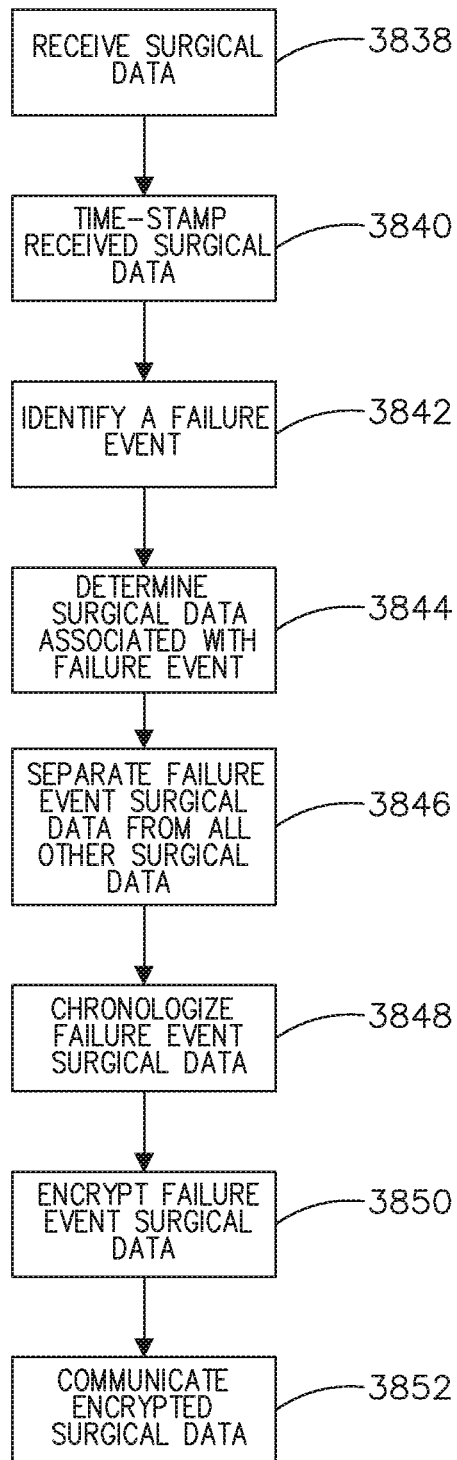 RECEIVE SURGICAL
DATA
3838
TIME-STAMP
RECEIVED SURGICAL
DATA
3840
IDENTIFY A FAILURE
EVENT
3842
DETERMINE
SURGICAL DATA
ASSOCIATED WITH
FAILURE EVENT
3844
SEPARATE FAILURE
EVENT SURGICAL
DATA FROM ALL
OTHER SURGICAL
DATA
3846
CHRONOLOGIZE
FAILURE EVENT
SURGICAL DATA
3848
ENCRYPT FAILURE
EVENT SURGICAL
DATA
3850
COMMUNICATE
ENCRYPTED
SURGICAL DATA
3852